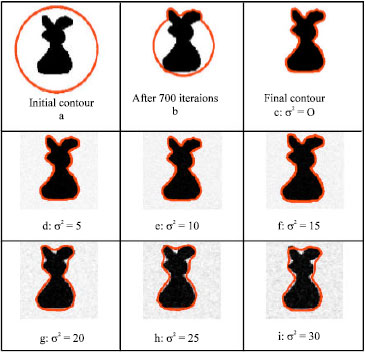 Initial contour
a
After 700 iteraions
b
Final contour
c: σ² = O
d: σ² = 5
e: σ² = 10
f: σ² = 15
g: σ² = 20
h: σ² = 25
i: σ² = 30